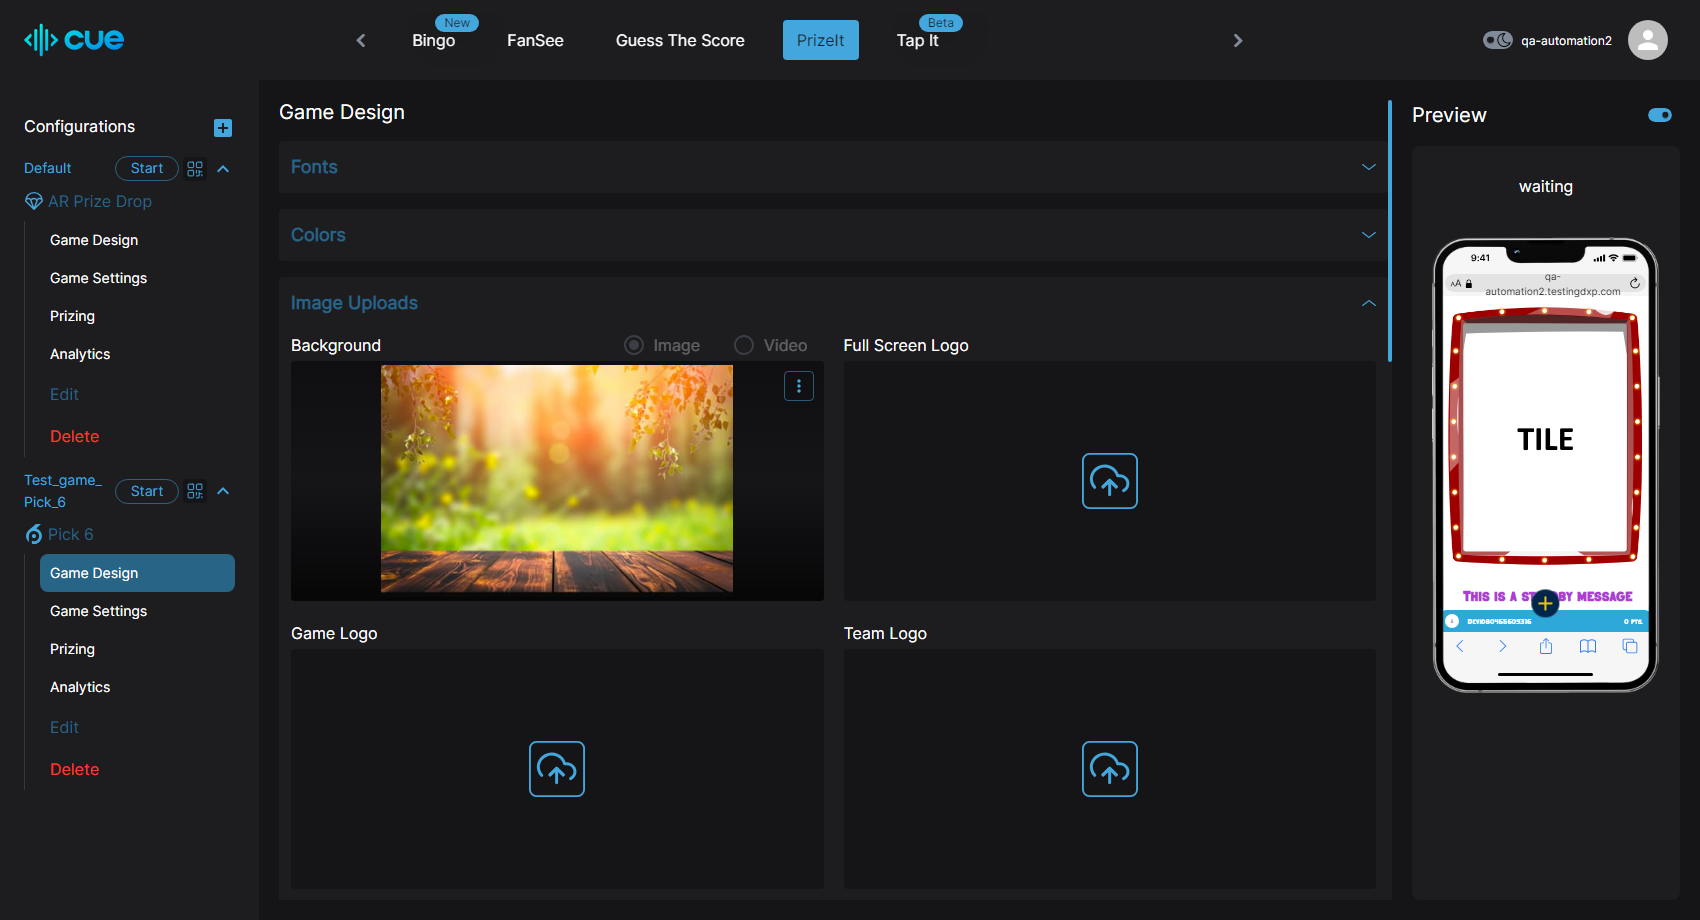 cue
Bingo
New
FanSee
Guess The Score
PrizeIt
Tap It
Beta
qa-automation2
Configurations
Default
Start
AR Prize Drop
Game Design
Game Settings
Prizing
Analytics
Edit
Delete
Test_game_
Pick_6
Start
Pick 6
Game Design
Game Settings
Prizing
Analytics
Edit
Delete
Game Design
Fonts
Colors
Image Uploads
Background
Image
Video
Full Screen Logo
Game Logo
Team Logo
Preview
waiting
9:41
AA
qa-
automation2.testingdxp.com
TILE
This is a st by message
0 PTS.